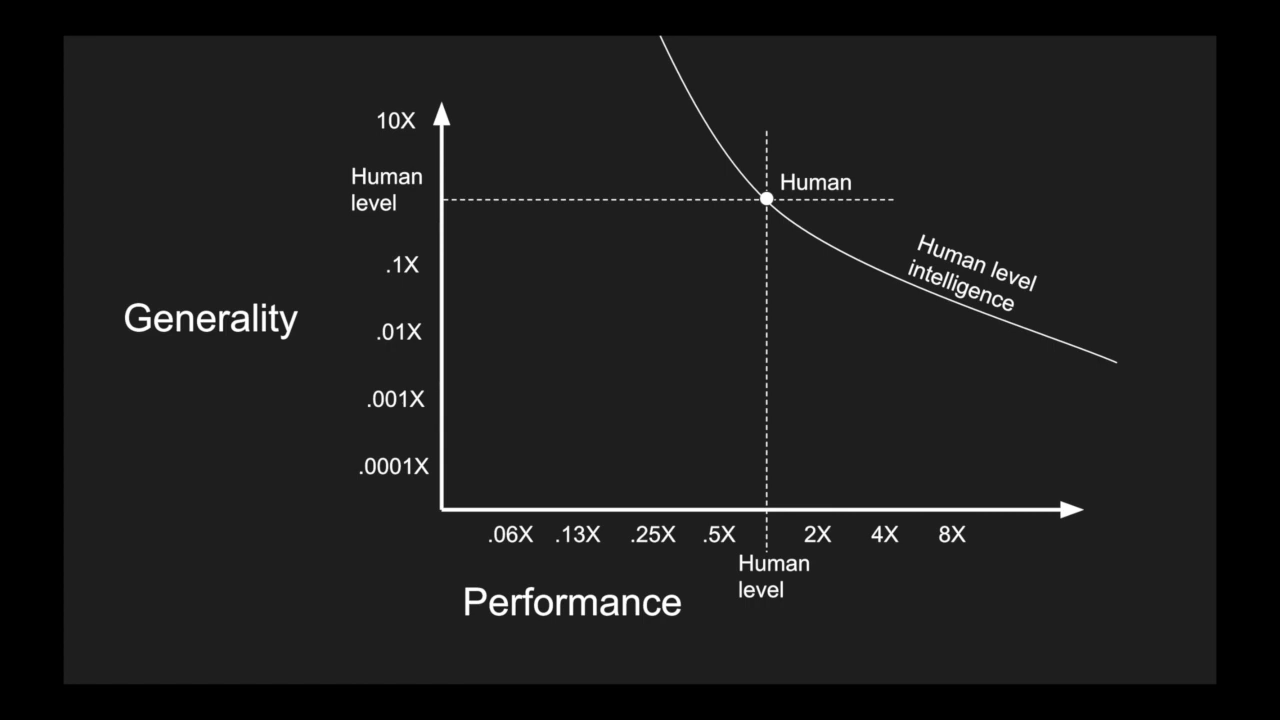 10X
Human
level
Human
.1X
Human level
intelligence
Generality
.01X
.001X
.0001X
.06X .13X .25X .5X 2X 4X 8X
Human
level
Performance